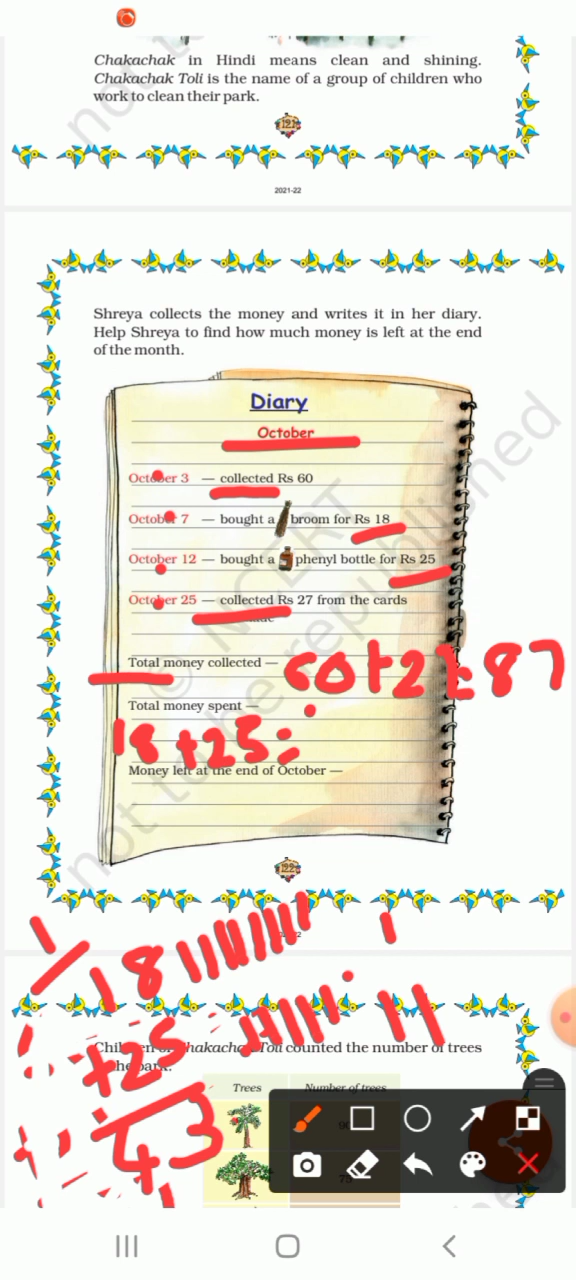 Chakachak in Hindi means clean and shining.
Chakachak Toli is the name of a group of children who
work to clean their park.
121
2021-22
Shreya collects the money and writes it in her diary.
Help Shreya to find how much money is left at the end
of the month.
Diary
October
October 3 — collected Rs 60
October 7 — bought a broom for Rs 18
October 12 — bought a phenyl bottle for Rs 25
October 25 — collected Rs 27 from the cards
Total money collected — 60+27=87
Total money spent —
18+25=
Money left at the end of October —
122
18
+25
43
Children of Chakachak Toli counted the number of trees
Trees Number of trees
not to be republished
© NCERT